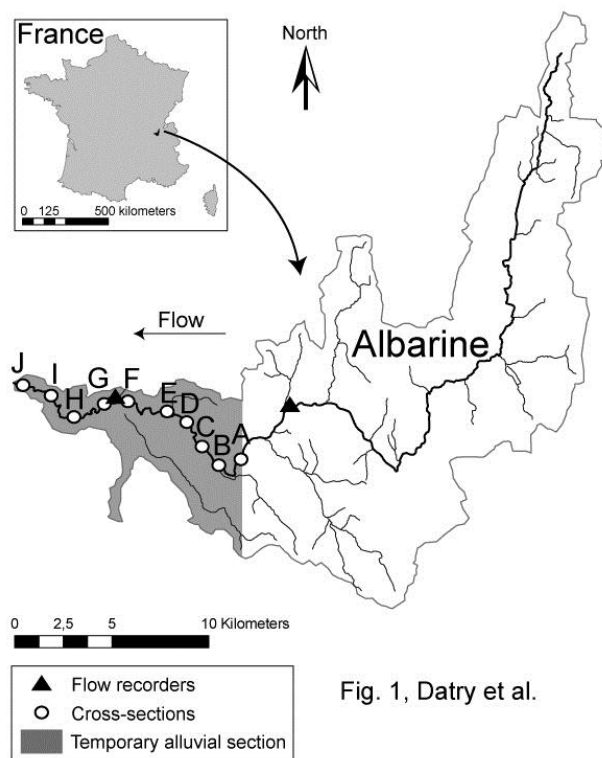 France
0 125 500 kilometers
North
Flow
Albarine
J I H G F E D C B A
0 2,5 5 10 Kilometers
Flow recorders
Cross-sections
Temporary alluvial section
Fig. 1, Datry et al.